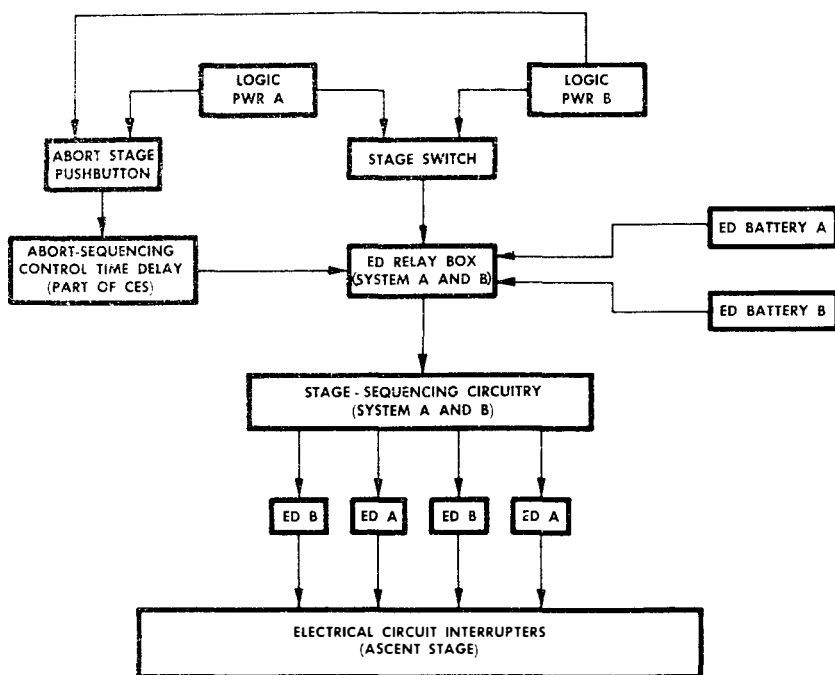 LOGIC
PWR A
LOGIC
PWR B
ABORT STAGE
PUSHBUTTON
STAGE SWITCH
ABORT-SEQUENCING
CONTROL TIME DELAY
(PART OF CES)
ED RELAY BOX
(SYSTEM A AND B)
ED BATTERY A
ED BATTERY B
STAGE - SEQUENCING CIRCUITRY
(SYSTEM A AND B)
ED B
ED A
ED B
ED A
ELECTRICAL CIRCUIT INTERRUPTERS
(ASCENT STAGE)